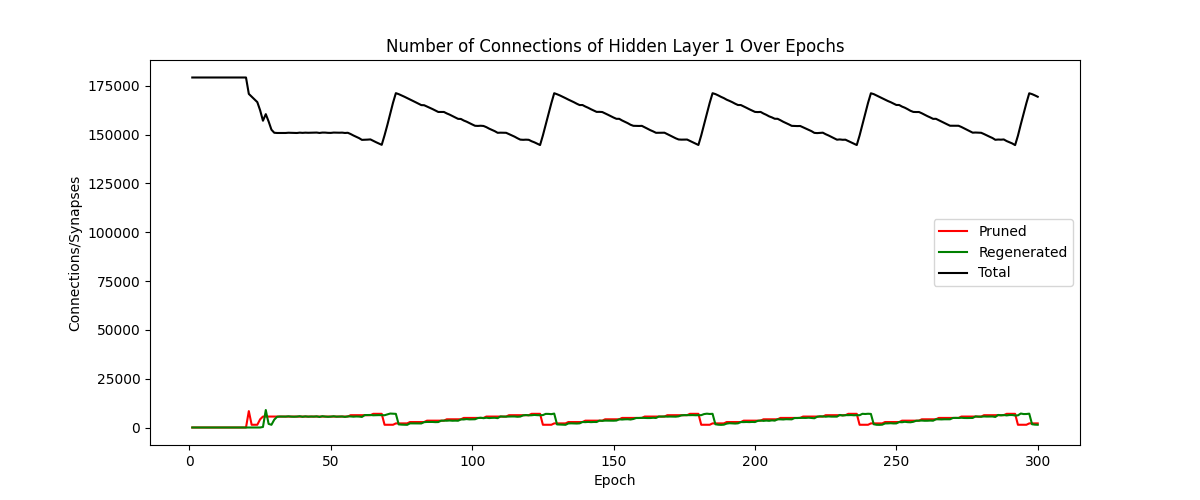 Number of Connections of Hidden Layer 1 Over Epochs
175000
150000
125000
100000
75000
50000
25000
0
Connections/Synapses
Pruned
Regenerated
Total
0 50 100 150 200 250 300
Epoch